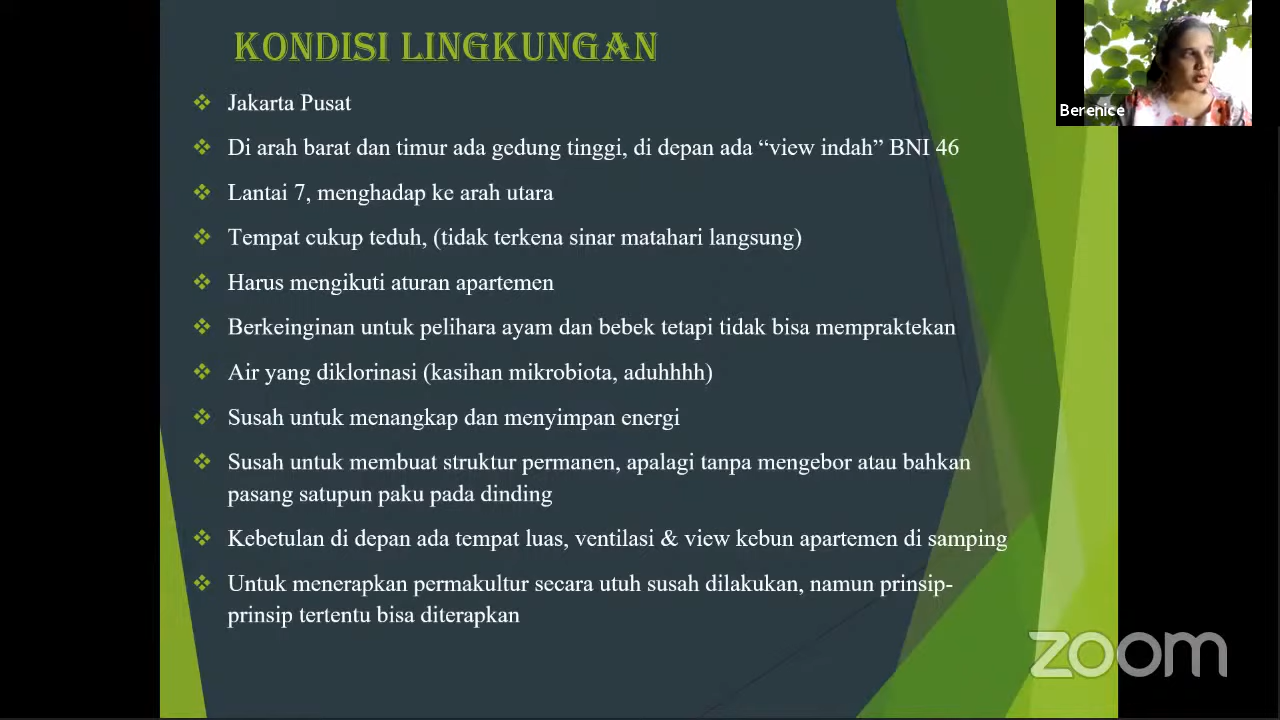 KONDISI LINGKUNGAN
Jakarta Pusat
Di arah barat dan timur ada gedung tinggi, di depan ada “view indah” BNI 46
Lantai 7, menghadap ke arah utara
Tempat cukup teduh, (tidak terkena sinar matahari langsung)
Harus mengikuti aturan apartemen
Berkeinginan untuk pelihara ayam dan bebek tetapi tidak bisa mempraktekan
Air yang diklorinasi (kasihan mikrobiota, aduhhhh)
Susah untuk menangkap dan menyimpan energi
Susah untuk membuat struktur permanen, apalagi tanpa mengebor atau bahkan
pasang satupun paku pada dinding
Kebetulan di depan ada tempat luas, ventilasi & view kebun apartemen di samping
Untuk menerapkan permakultur secara utuh susah dilakukan, namun prinsip-
prinsip tertentu bisa diterapkan
Berenice
zoom